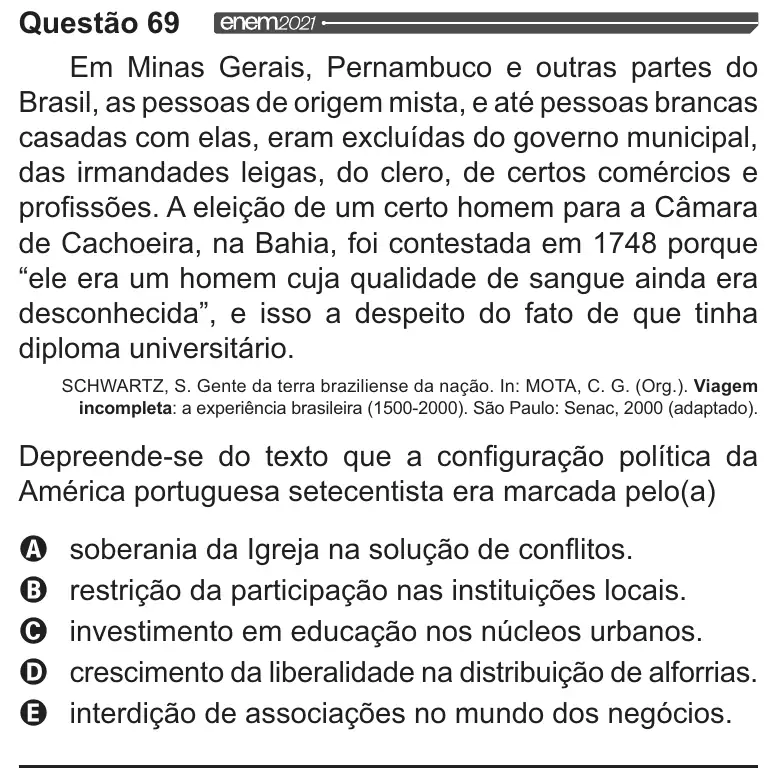 Questão 69 enem2021
Em Minas Gerais, Pernambuco e outras partes do
Brasil, as pessoas de origem mista, e até pessoas brancas
casadas com elas, eram excluídas do governo municipal,
das irmandades leigas, do clero, de certos comércios e
profissões. A eleição de um certo homem para a Câmara
de Cachoeira, na Bahia, foi contestada em 1748 porque
“ele era um homem cuja qualidade de sangue ainda era
desconhecida”, e isso a despeito do fato de que tinha
diploma universitário.
SCHWARTZ, S. Gente da terra braziliense da nação. In: MOTA, C. G. (Org.). Viagem
incompleta: a experiência brasileira (1500-2000). São Paulo: Senac, 2000 (adaptado).
Depreende-se do texto que a configuração política da
América portuguesa setecentista era marcada pelo(a)
A soberania da Igreja na solução de conflitos.
B restrição da participação nas instituições locais.
C investimento em educação nos núcleos urbanos.
D crescimento da liberalidade na distribuição de alforrias.
E interdição de associações no mundo dos negócios.